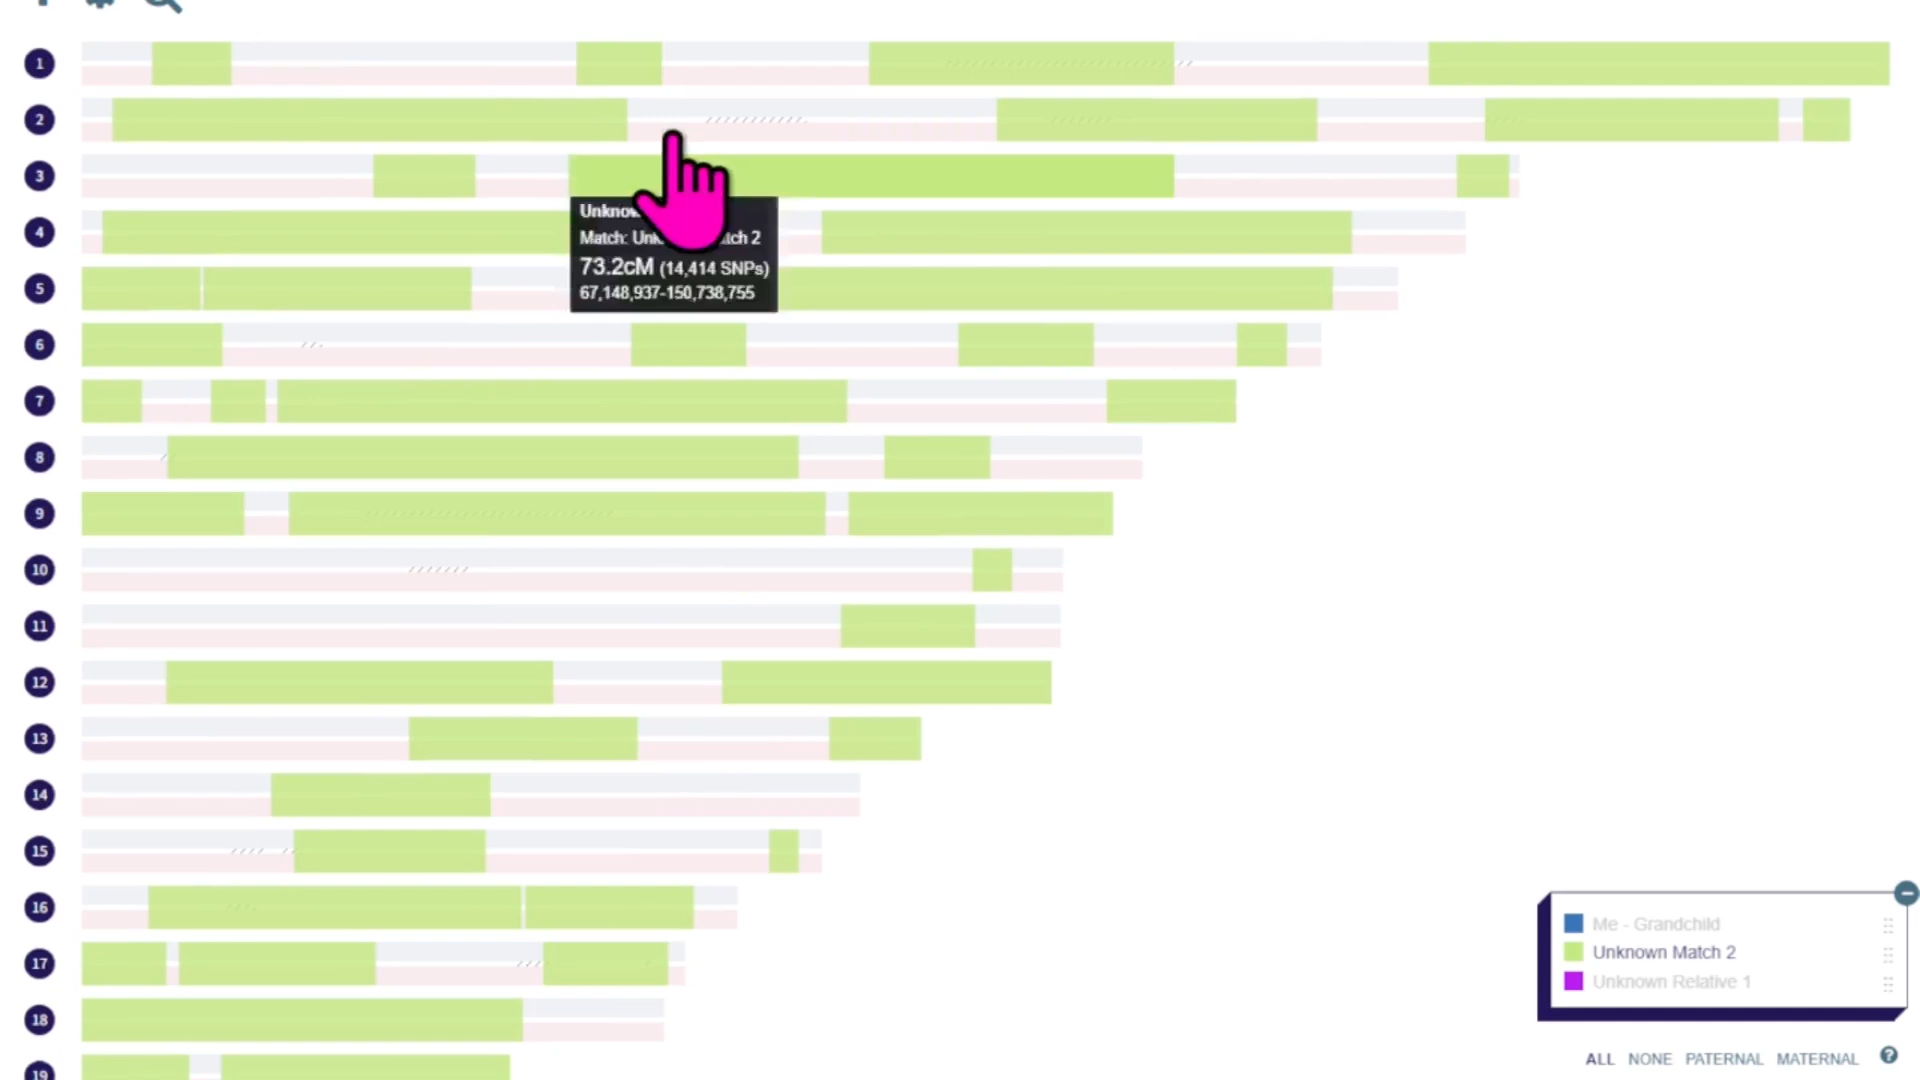 1
2
3
Unknow
Match: Un tch 2
73.2cM (14,414 SNPs)
67,148,937-150,738,755
4
5
6
7
8
9
10
11
12
13
14
15
16
17
18
19
Me - Grandchild
Unknown Match 2
Unknown Relative 1
ALL NONE PATERNAL MATERNAL ?